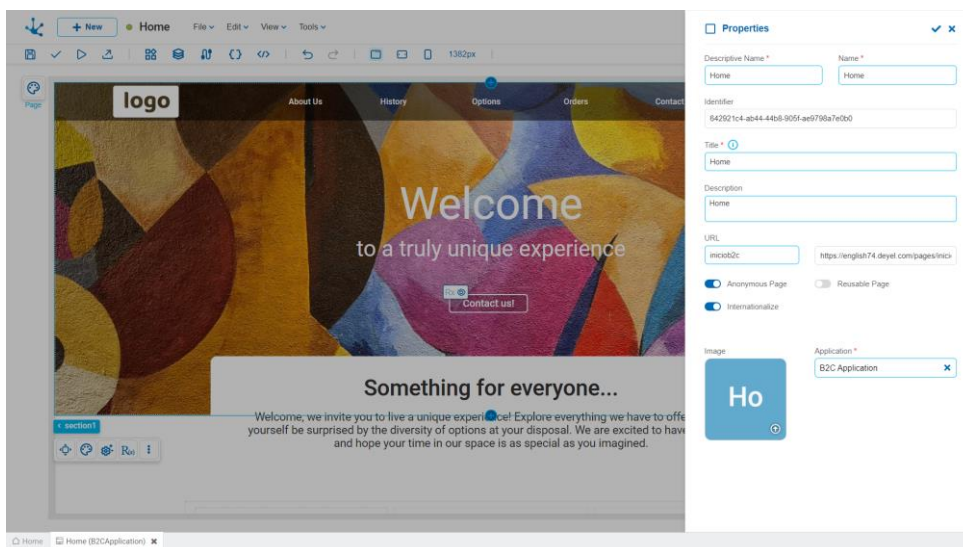 + New
Home
File
Edit
View
Tools
1382px
Properties
Page
logo
About Us
History
Options
Orders
Contact
Welcome
to a truly unique experience
Contact us!
Something for everyone...
Welcome, we invite you to live a unique experience! Explore everything we have to offe
yourself be surprised by the diversity of options at your disposal. We are excited to have
and hope your time in our space is as special as you imagined.
section1
Descriptive Name *
Name *
Home
Home
Identifier
642921c4-ab44-44b8-905f-ae9798a7e0b0
Title *
Home
Description
Home
URL
iniciob2c
https://english74.deyel.com/pages/inici
Anonymous Page
Reusable Page
Internationalize
Image
Application *
B2C Application
Ho
Home
Home (B2CApplication)